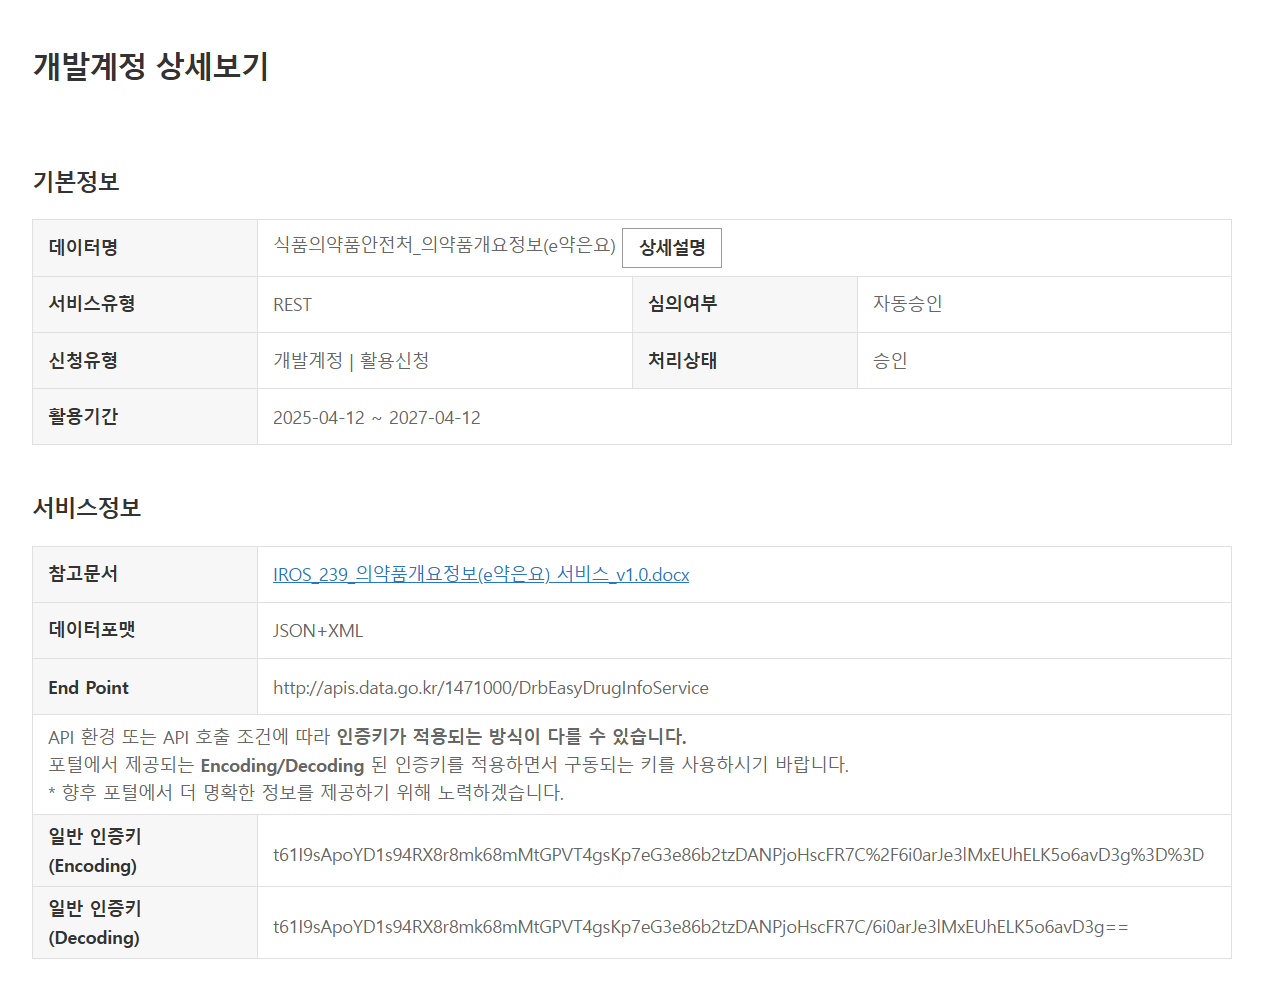 개발계정 상세보기
기본정보
데이터명 식품의약품안전처_의약품개요정보(e약은요) 상세설명
서비스유형 REST 심의여부 자동승인
신청유형 개발계정 | 활용신청 처리상태 승인
활용기간 2025-04-12 ~ 2027-04-12
서비스정보
참고문서 IROS_239_의약품개요정보(e약은요)_서비스_v1.0.docx
데이터포맷 JSON+XML
End Point http://apis.data.go.kr/1471000/DrbEasyDrugInfoService
API 환경 또는 API 호출 조건에 따라 인증키가 적용되는 방식이 다를 수 있습니다.
포털에서 제공되는 Encoding/Decoding 된 인증키를 적용하면서 구동되는 키를 사용하시기 바랍니다.
* 향후 포털에서 더 명확한 정보를 제공하기 위해 노력하겠습니다.
일반 인증키
(Encoding) t61I9sApoYD1s94RX8r8mk68mMtGPVT4gsKp7eG3e86b2tzDANPjoHscFR7C%2F6i0arJe3lMxEUhELK5o6avD3g%3D%3D
일반 인증키
(Decoding) t61I9sApoYD1s94RX8r8mk68mMtGPVT4gsKp7eG3e86b2tzDANPjoHscFR7C/6i0arJe3lMxEUhELK5o6avD3g==